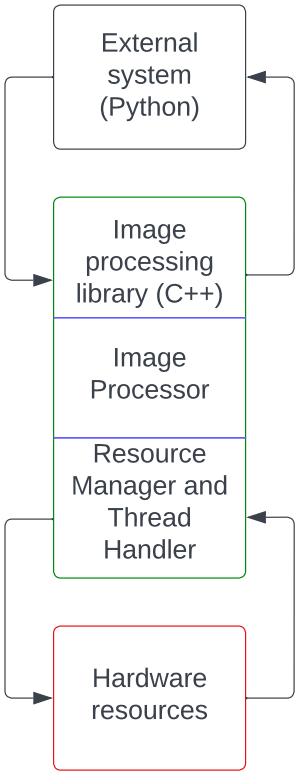 External
system
(Python)
Image
processing
library (C++)
Image
Processor
Resource
Manager and
Thread
Handler
Hardware
resources